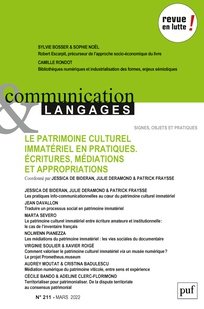 revue
en lutte !
SYLVIE BOSSER & SOPHIE NOËL
Robert Escarpit, précurseur de l'approche socio-économique du livre
CAMILLE RONDOT
Bibliothèques numériques et industrialisation des formes, enjeux sémiotiques
communication
& LANGAGES
SIGNES, OBJETS ET PRATIQUES
LE PATRIMOINE CULTUREL
IMMATÉRIEL EN PRATIQUES.
ÉCRITURES, MÉDIATIONS
ET APPROPRIATIONS
Coordonné par JESSICA DE BIDERAN, JULIE DERAMOND & PATRICK FRAYSSE
JESSICA DE BIDERAN, JULIE DERAMOND & PATRICK FRAYSSE
Les pratiques info-communicationnelles au cœur du patrimoine culturel immatériel
JEAN DAVALLON
Traduire un processus social en patrimoine immatériel
MARTA SEVERO
Le patrimoine culturel immatériel entre écriture amateure et institutionnelle :
le cas de l'Inventaire français
NOLWENN PIANEZZA
Les médiations du patrimoine immatériel : les vies sociales du documentaire
VIRGINIE SOULIER & XAVIER ROIGÉ
Comment documenter le patrimoine culturel immatériel via un musée virtuel ?
Le projet Prometheus.museum
AUDREY MOUTAT & CRISTINA BADULESCU
Médiation numérique du patrimoine viticole, entre sens et expérience
CÉCILE BANDO & ADELINE CLERC-FLORIMOND
Territorialiser pour patrimonialiser. De la dispute territoriale
au consensus patrimonial
N° 211 - MARS 2022
puf